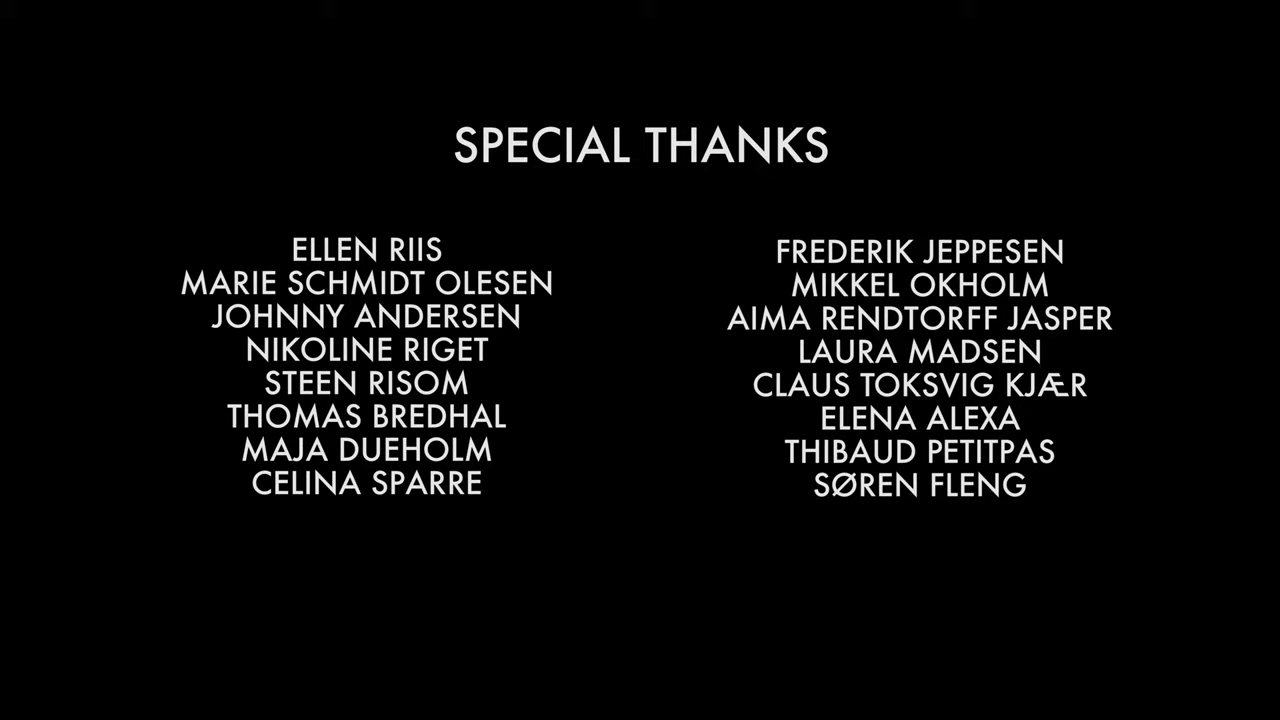 SPECIAL THANKS
ELLEN RIIS
MARIE SCHMIDT OLESEN
JOHNNY ANDERSEN
NIKOLINE RIGET
STEEN RISOM
THOMAS BREDHAL
MAJA DUEHOLM
CELINA SPARRE
FREDERIK JEPPESEN
MIKKEL OKHOLM
AIMA RENDTORFF JASPER
LAURA MADSEN
CLAUS TOKSVIG KJÆR
ELENA ALEXA
THIBAUD PETITPAS
SØREN FLENG